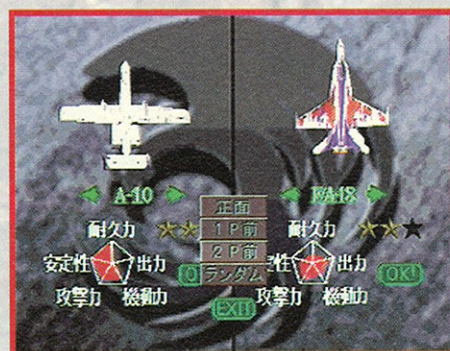 A-10
F/A18
正面
1P前
2P前
ランダム
EXIT
耐久力
出力
機動力
攻撃力
安定性
耐久力
出力
機動力
攻撃力
定性
OK!